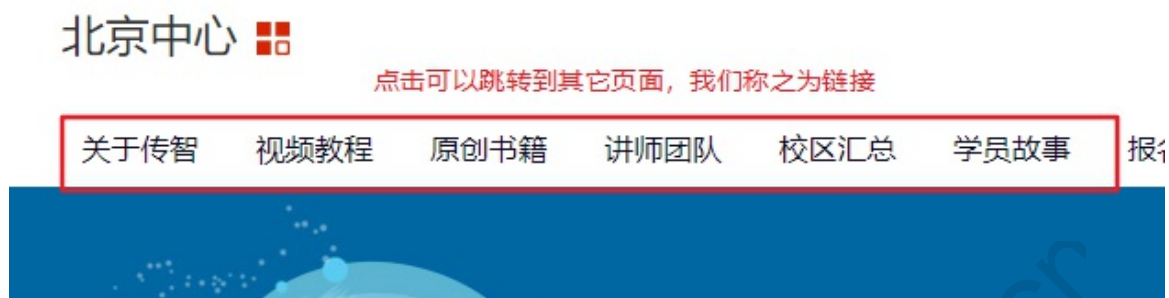 北京中心
点击可以跳转到其它页面，我们称之为链接
关于传智 视频教程 原创书籍 讲师团队 校区汇总 学员故事 报